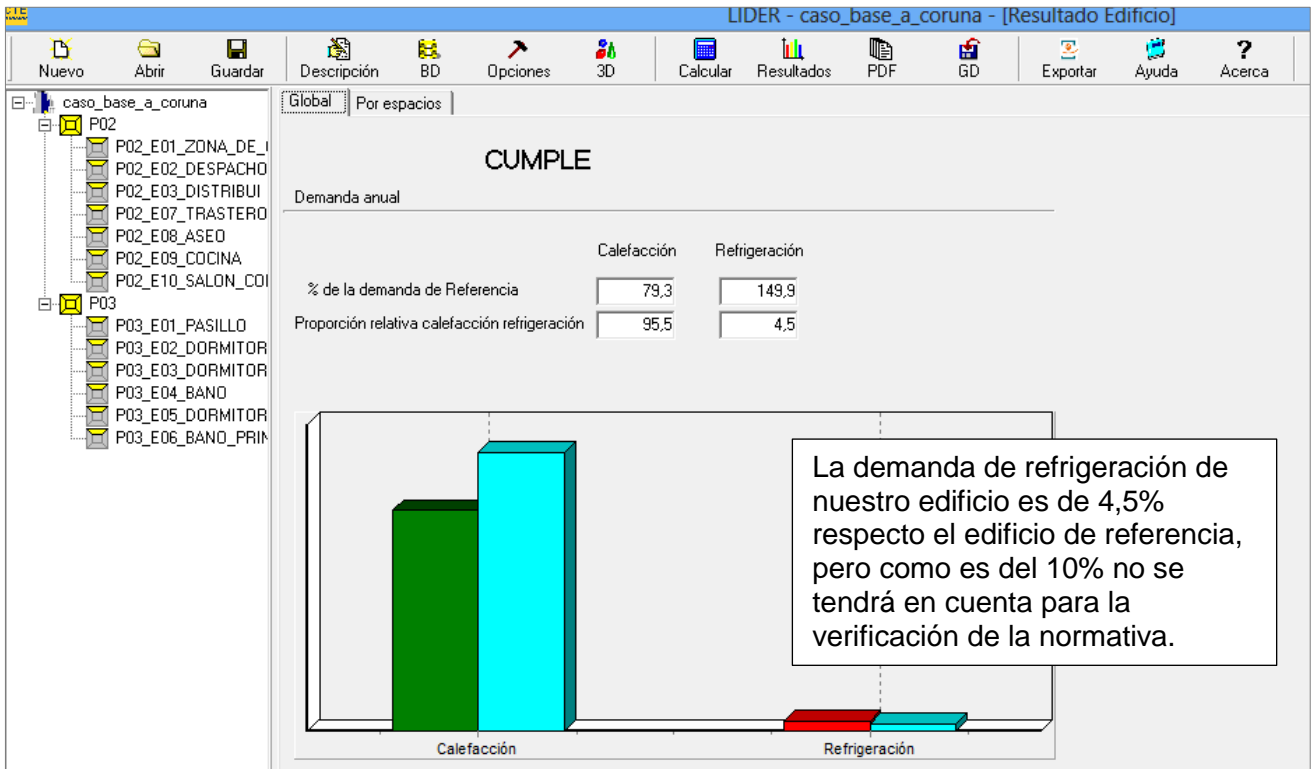 CTE
LIDER - caso_base_a_coruna - [Resultado Edificio]
Nuevo Abrir Guardar Descripción BD Opciones 3D Calcular Resultados PDF GD Exportar Ayuda Acerca
caso_base_a_coruna
P02
P02_E01_ZONA_DE_
P02_E02_DESPACHO
P02_E03_DISTRIBUI
P02_E07_TRASTERO
P02_E08_ASEO
P02_E09_COCINA
P02_E10_SALON_COI
P03
P03_E01_PASILLO
P03_E02_DORMITOR
P03_E03_DORMITOR
P03_E04_BANO
P03_E05_DORMITOR
P03_E06_BANO_PRIN
Global Por espacios
CUMPLE
Demanda anual
Calefacción Refrigeración
% de la demanda de Referencia 79,3 149,9
Proporción relativa calefacción refrigeración 95,5 4,5
La demanda de refrigeración de
nuestro edificio es de 4,5%
respecto el edificio de referencia,
pero como es del 10% no se
tendrá en cuenta para la
verificación de la normativa.
Calefacción Refrigeración